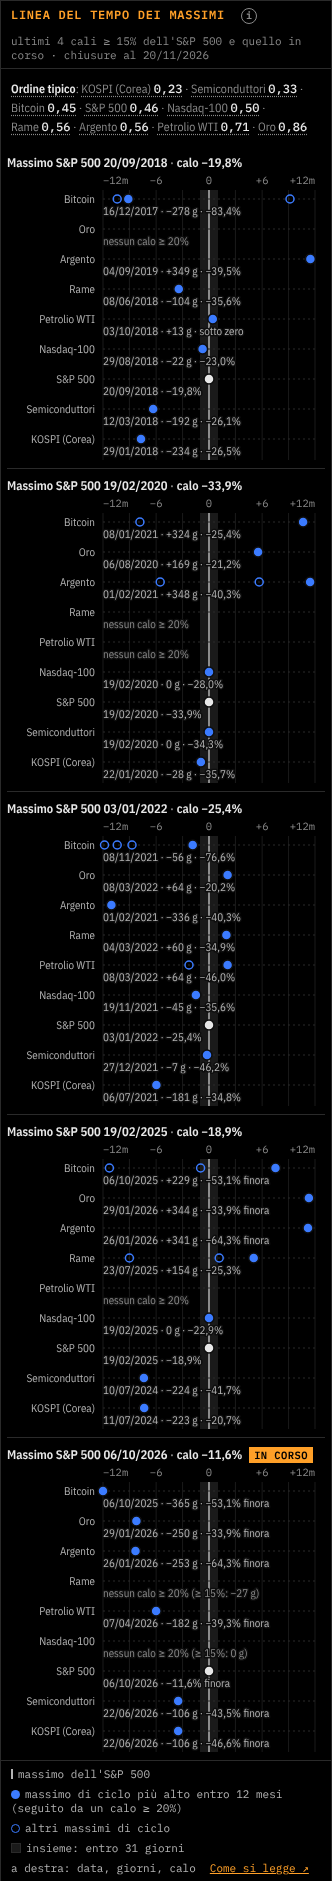 LINEA DEL TEMPO DEI MASSIMI i
ultimi 4 cali ≥ 15% dell'S&P 500 e quello in
corso · chiusure al 20/11/2026
Ordine tipico: KOSPI (Corea) 0,23 · Semiconduttori 0,33 ·
Bitcoin 0,45 · S&P 500 0,46 · Nasdaq-100 0,50 ·
Rame 0,56 · Argento 0,56 · Petrolio WTI 0,71 · Oro 0,86
Massimo S&P 500 20/09/2018 · calo −19,8%
−12m −6 0 +6 +12m
Bitcoin
16/12/2017 · −278 g · −83,4%
Oro
nessun calo ≥ 20%
Argento
04/09/2019 · +349 g · −39,5%
Rame
08/06/2018 · −104 g · −35,6%
Petrolio WTI
03/10/2018 · +13 g · sotto zero
Nasdaq-100
29/08/2018 · −22 g · −23,0%
S&P 500
20/09/2018 · −19,8%
Semiconduttori
12/03/2018 · −192 g · −26,1%
KOSPI (Corea)
29/01/2018 · −234 g · −26,5%
Massimo S&P 500 19/02/2020 · calo −33,9%
−12m −6 0 +6 +12m
Bitcoin
08/01/2021 · +324 g · −25,4%
Oro
06/08/2020 · +169 g · −21,2%
Argento
01/02/2021 · +348 g · −40,3%
Rame
nessun calo ≥ 20%
Petrolio WTI
nessun calo ≥ 20%
Nasdaq-100
19/02/2020 · 0 g · −28,0%
S&P 500
19/02/2020 · −33,9%
Semiconduttori
19/02/2020 · 0 g · −34,3%
KOSPI (Corea)
22/01/2020 · −28 g · −35,7%
Massimo S&P 500 03/01/2022 · calo −25,4%
−12m −6 0 +6 +12m
Bitcoin
08/11/2021 · −56 g · −76,6%
Oro
08/03/2022 · +64 g · −20,2%
Argento
01/02/2021 · −336 g · −40,3%
Rame
04/03/2022 · +60 g · −34,9%
Petrolio WTI
08/03/2022 · +64 g · −46,0%
Nasdaq-100
19/11/2021 · −45 g · −35,6%
S&P 500
03/01/2022 · −25,4%
Semiconduttori
27/12/2021 · −7 g · −46,2%
KOSPI (Corea)
06/07/2021 · −181 g · −34,8%
Massimo S&P 500 19/02/2025 · calo −18,9%
−12m −6 0 +6 +12m
Bitcoin
06/10/2025 · +229 g · −53,1% finora
Oro
29/01/2026 · +344 g · −33,9% finora
Argento
26/01/2026 · +341 g · −64,3% finora
Rame
23/07/2025 · +154 g · −25,3%
Petrolio WTI
nessun calo ≥ 20%
Nasdaq-100
19/02/2025 · 0 g · −22,9%
S&P 500
19/02/2025 · −18,9%
Semiconduttori
10/07/2024 · −224 g · −41,7%
KOSPI (Corea)
11/07/2024 · −223 g · −20,7%
Massimo S&P 500 06/10/2026 · calo −11,6% IN CORSO
−12m −6 0 +6 +12m
Bitcoin
06/10/2025 · −365 g · −53,1% finora
Oro
29/01/2026 · −250 g · −33,9% finora
Argento
26/01/2026 · −253 g · −64,3% finora
Rame
nessun calo ≥ 20% (≥ 15%: −27 g)
Petrolio WTI
07/04/2026 · −182 g · −39,3% finora
Nasdaq-100
nessun calo ≥ 20% (≥ 15%: 0 g)
S&P 500
06/10/2026 · −11,6% finora
Semiconduttori
22/06/2026 · −106 g · −43,5% finora
KOSPI (Corea)
22/06/2026 · −106 g · −46,6% finora
massimo dell'S&P 500
massimo di ciclo più alto entro 12 mesi
(seguito da un calo ≥ 20%)
altri massimi di ciclo
insieme: entro 31 giorni
a destra: data, giorni, calo Come si legge ↗